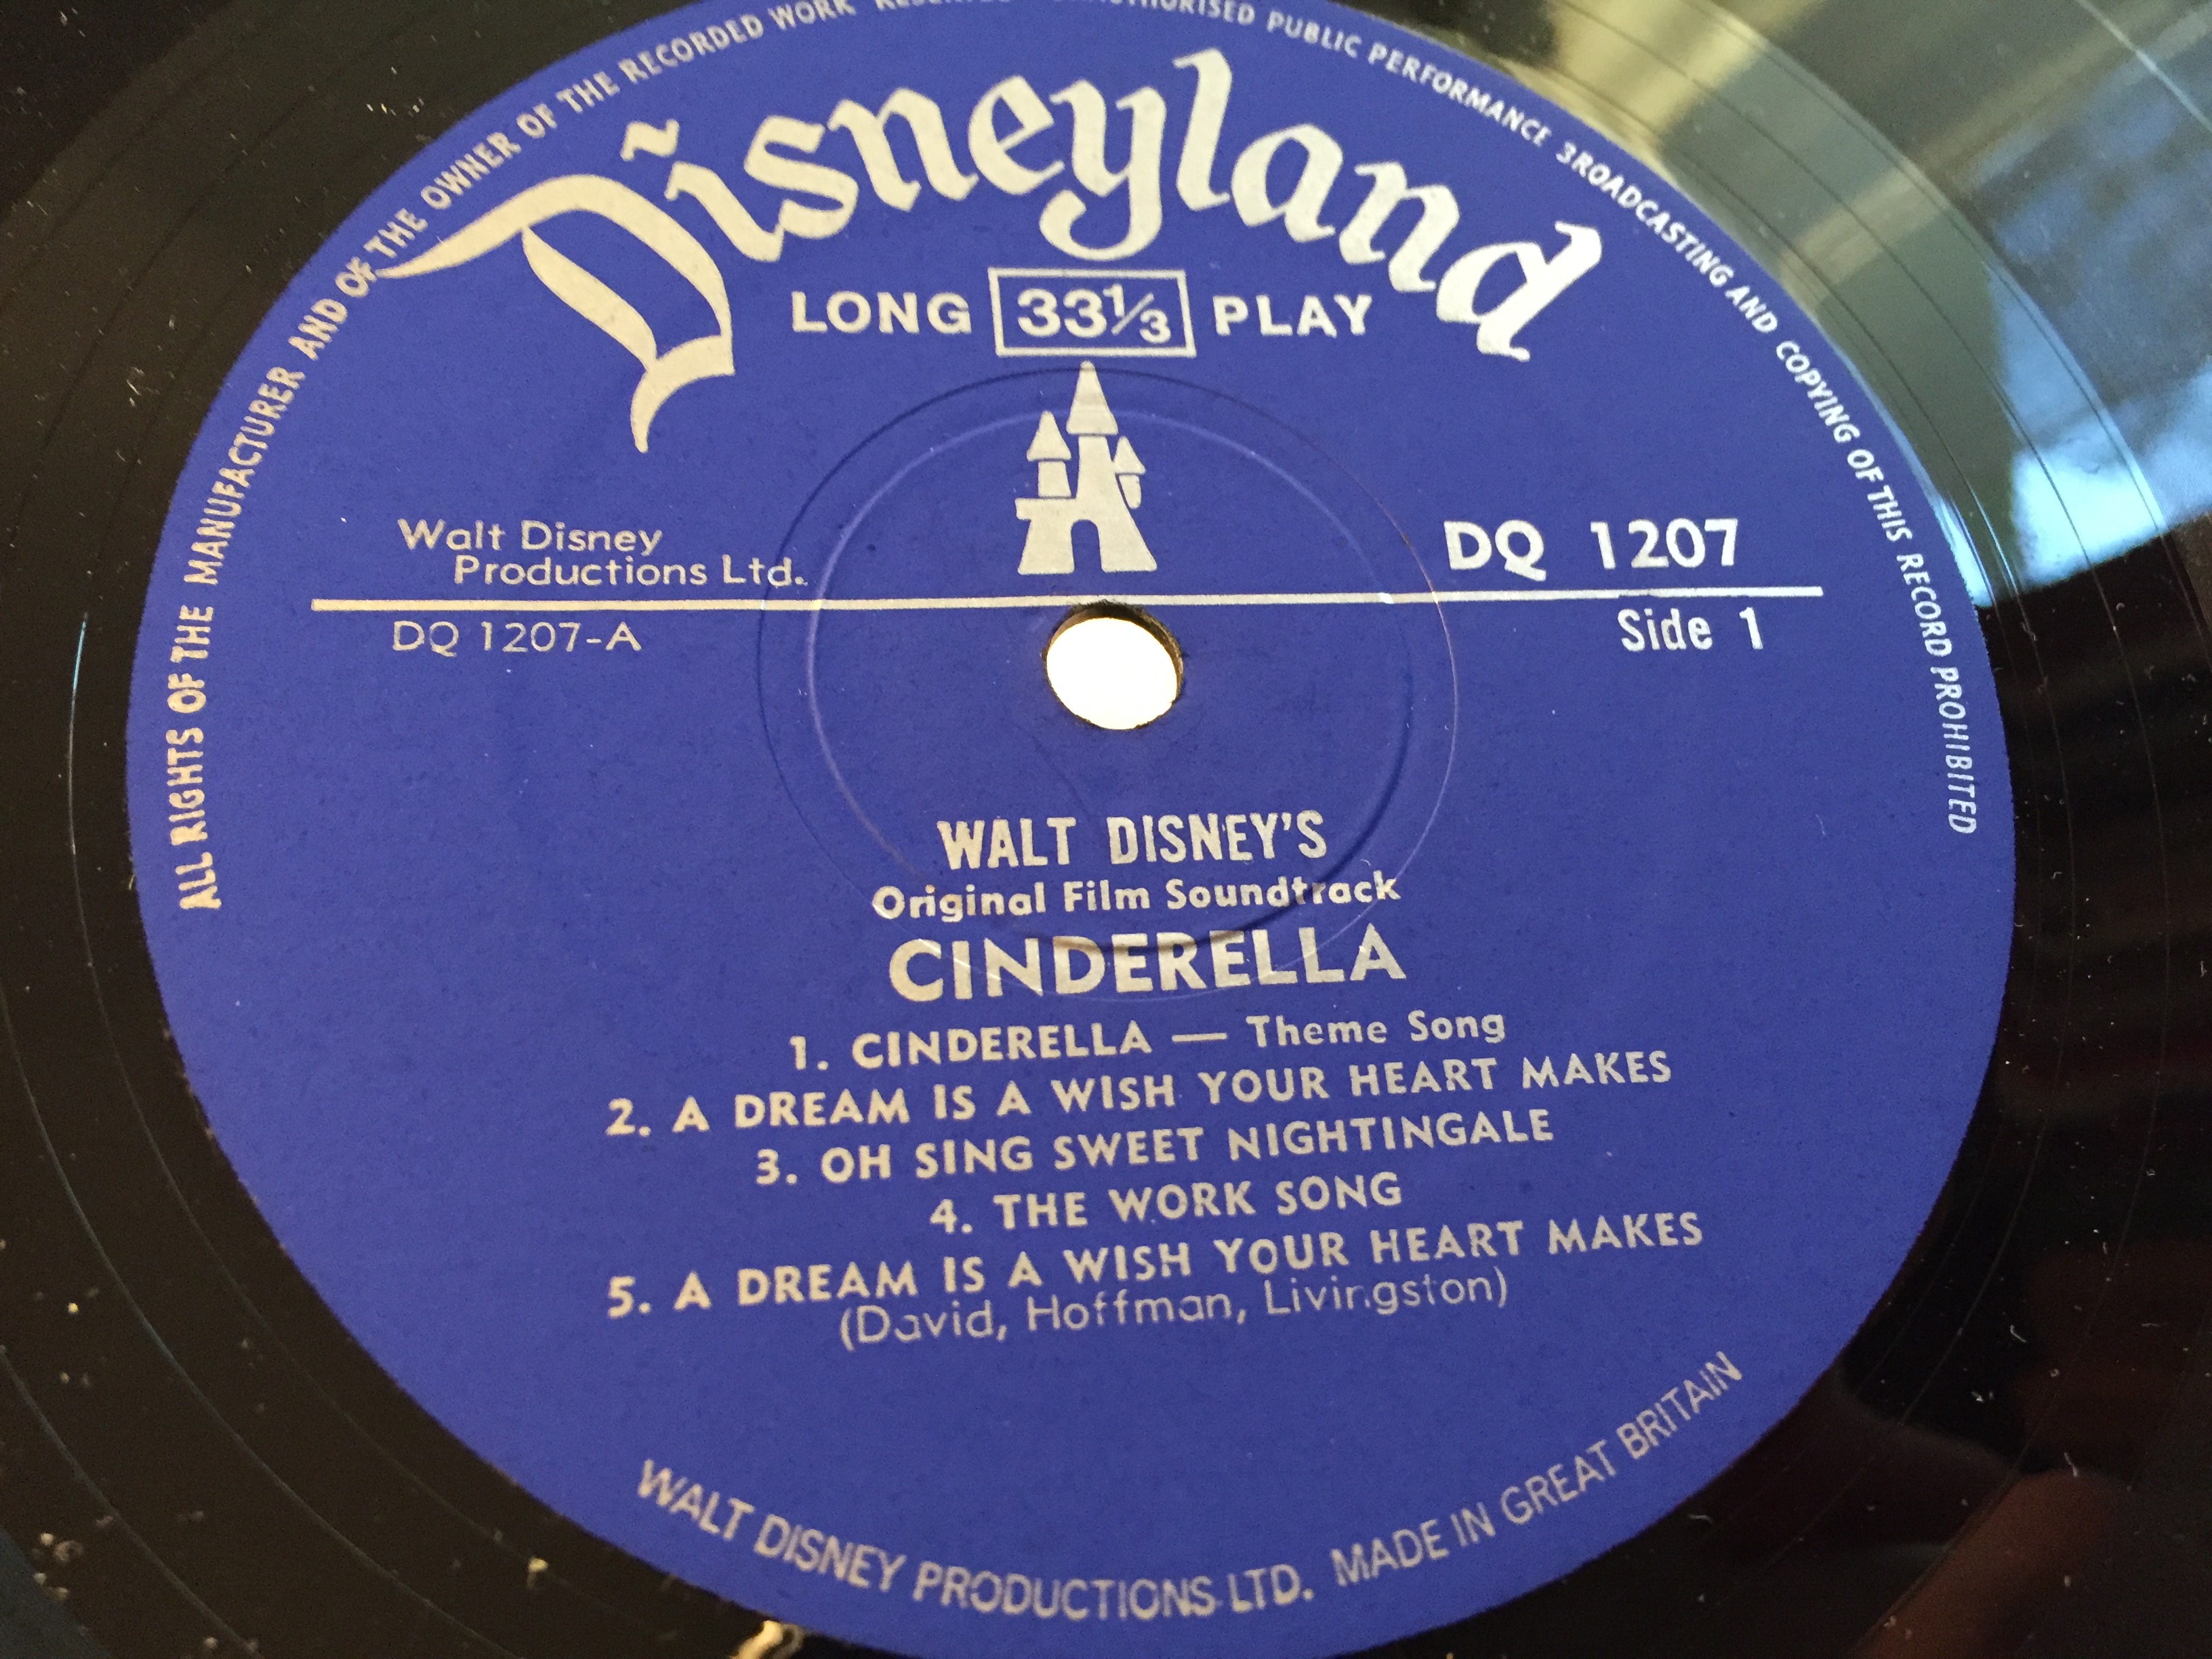 ALL RIGHTS OF THE MANUFACTURER AND OF THE OWNER OF THE RECORDED WORK PUBLIC PERFORMANCE BROADCASTING AND COPYING OF THIS RECORD PROHIBITED
Disneyland
LONG 33⅓ PLAY
Walt Disney
Productions Ltd.
DQ 1207
DQ 1207-A
Side 1
WALT DISNEY'S
Original Film Soundtrack
CINDERELLA
1. CINDERELLA — Theme Song
2. A DREAM IS A WISH YOUR HEART MAKES
3. OH SING SWEET NIGHTINGALE
4. THE WORK SONG
5. A DREAM IS A WISH YOUR HEART MAKES
(David, Hoffman, Livingston)
WALT DISNEY PRODUCTIONS LTD. MADE IN GREAT BRITAIN